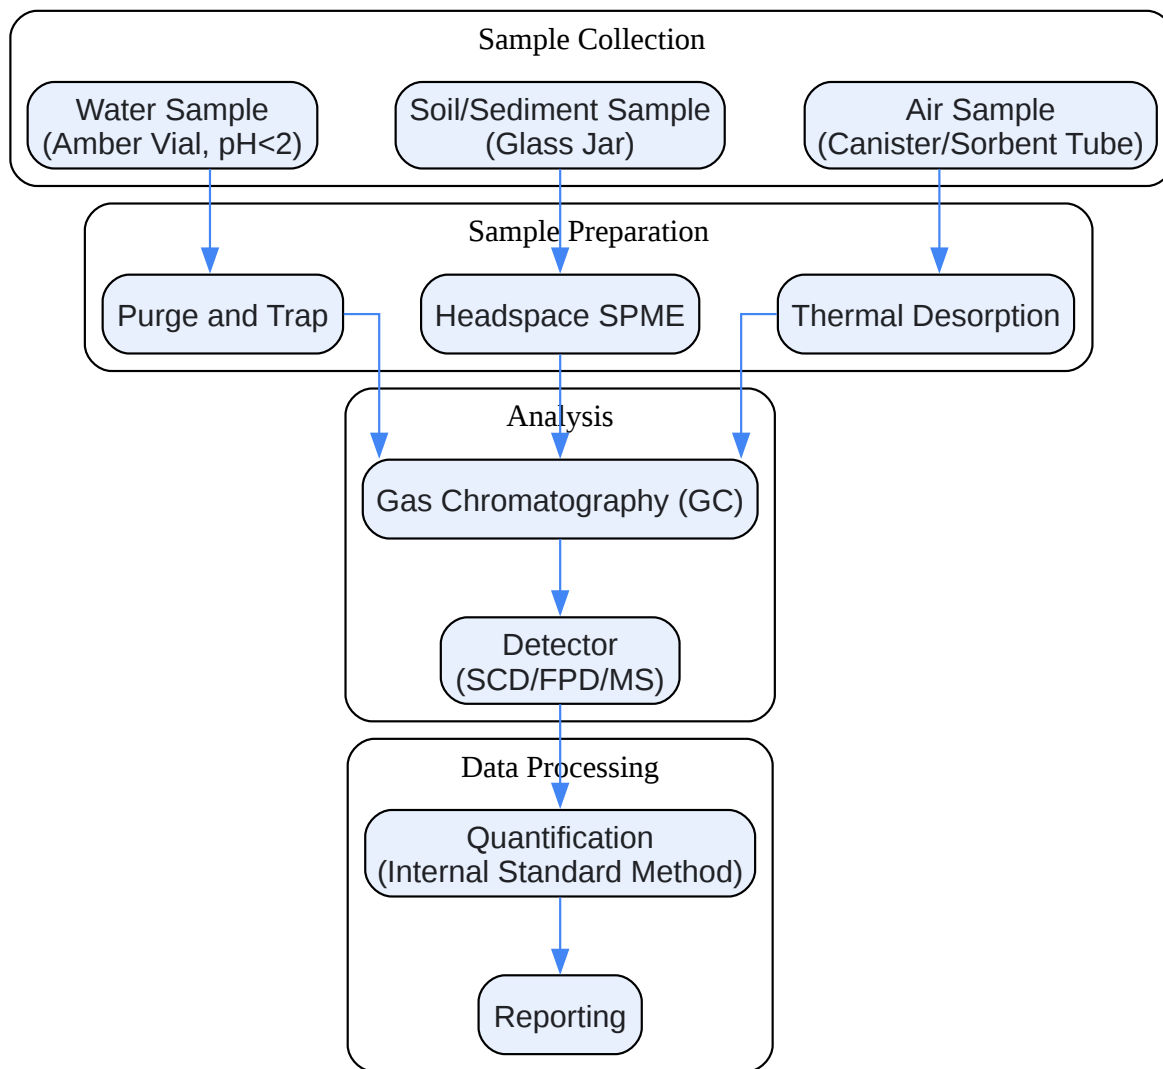 Sample Collection
Water Sample
(Amber Vial, pH<2)
Soil/Sediment Sample
(Glass Jar)
Air Sample
(Canister/Sorbent Tube)
Sample Preparation
Purge and Trap
Headspace SPME
Thermal Desorption
Analysis
Gas Chromatography (GC)
Detector
(SCD/FPD/MS)
Data Processing
Quantification
(Internal Standard Method)
Reporting